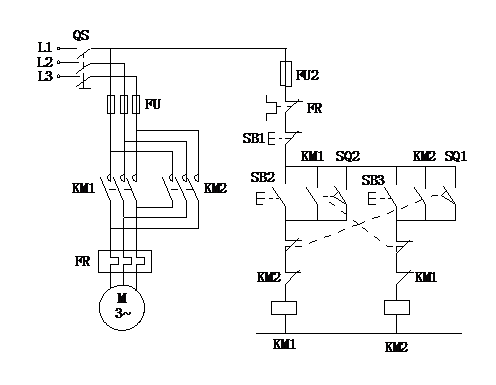 QS
L1
L2
L3
FU
FU2
FR
SB1
KM1 SQ2 KM2 SQ1
SB2 SB3
KM1 KM2
FR
KM2 KM1
M
3~
KM1 KM2